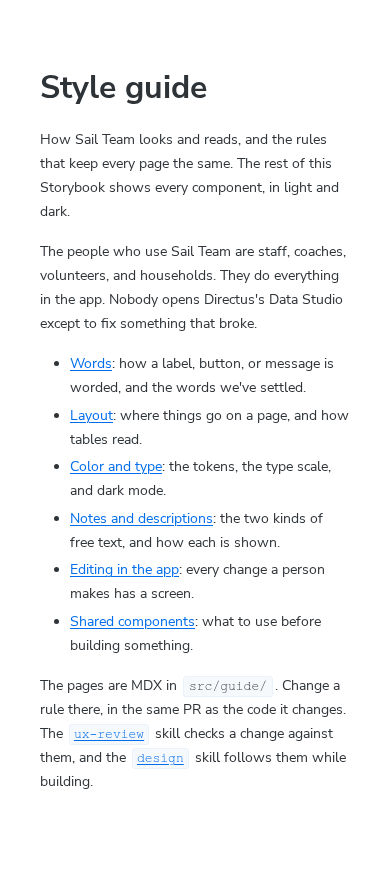 Style guide
How Sail Team looks and reads, and the rules
that keep every page the same. The rest of this
Storybook shows every component, in light and
dark.
The people who use Sail Team are staff, coaches,
volunteers, and households. They do everything
in the app. Nobody opens Directus's Data Studio
except to fix something that broke.
• Words: how a label, button, or message is
worded, and the words we've settled.
• Layout: where things go on a page, and how
tables read.
• Color and type: the tokens, the type scale,
and dark mode.
• Notes and descriptions: the two kinds of
free text, and how each is shown.
• Editing in the app: every change a person
makes has a screen.
• Shared components: what to use before
building something.
The pages are MDX in src/guide/. Change a
rule there, in the same PR as the code it changes.
The ux-review skill checks a change against
them, and the design skill follows them while
building.